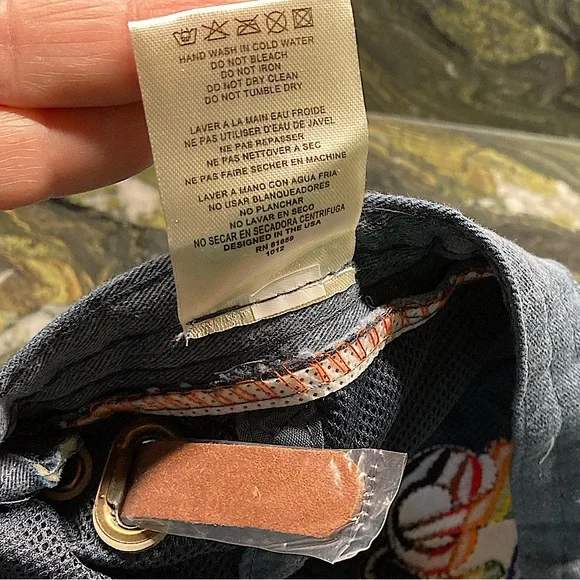 HAND WASH IN COLD WATER
DO NOT BLEACH
DO NOT IRON
DO NOT DRY CLEAN
DO NOT TUMBLE DRY
LAVER A LA MAIN EAU FROIDE
NE PAS UTILISER D'EAU DE JAVEL
NE PAS REPASSER
NE PAS NETTOVER A SEC
NE PAS FAIRE SECHER EN MACHINE
LAVER A MANO CON AGUA FRIA
NO USAR BLANQUEADORES
NO PLANCHAR
NO LAVAR EN SECO
NO SECAR EN SECADORA CENTRIFUGA
DESIGNED IN THE USA
RN 81659
1012